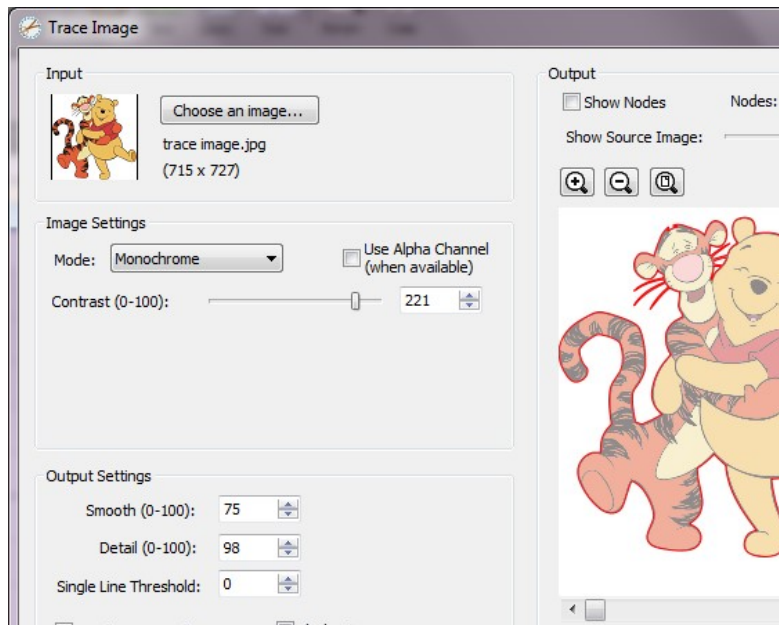 Trace Image
Input
Choose an image...
trace image.jpg
(715 x 727)
Image Settings
Mode: Monochrome
Use Alpha Channel
(when available)
Contrast (0-100): 221
Output Settings
Smooth (0-100): 75
Detail (0-100): 98
Single Line Threshold: 0
Output
Show Nodes Nodes:
Show Source Image: